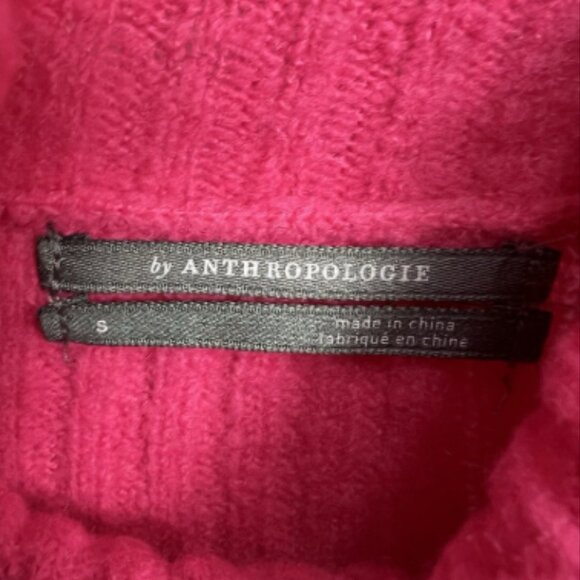 by ANTHROPOLOGIE
S
made in china
fabriqué en chine